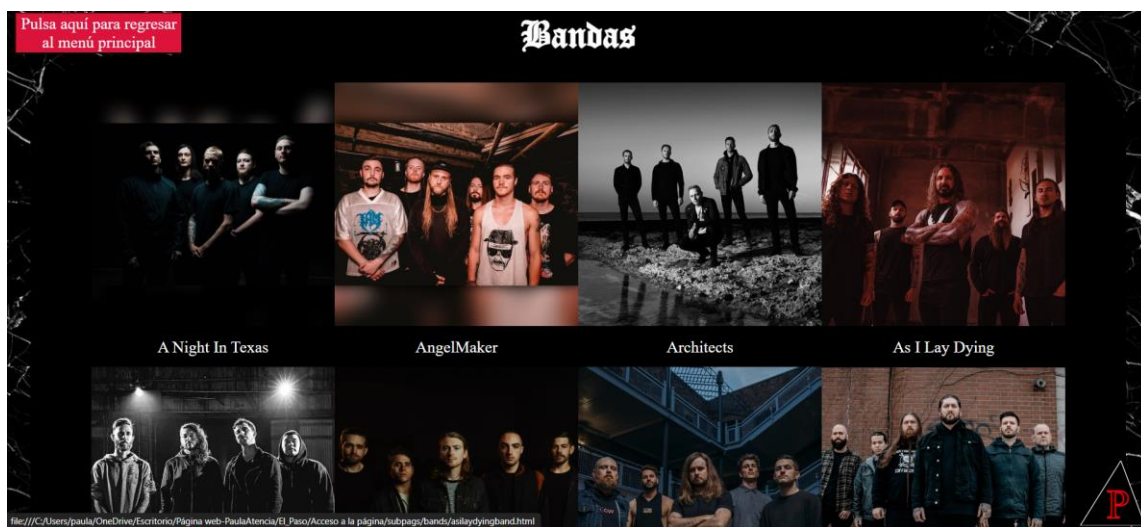 Pulsa aquí para regresar
al menú principal
Bandas
A Night In Texas
AngelMaker
Architects
As I Lay Dying
P
file:///C:/Users/paula/OneDrive/Escritorio/Página web-PaulaAtencia/El_Paso/Acceso a la página/subpags/bands/asilaydyingband.html